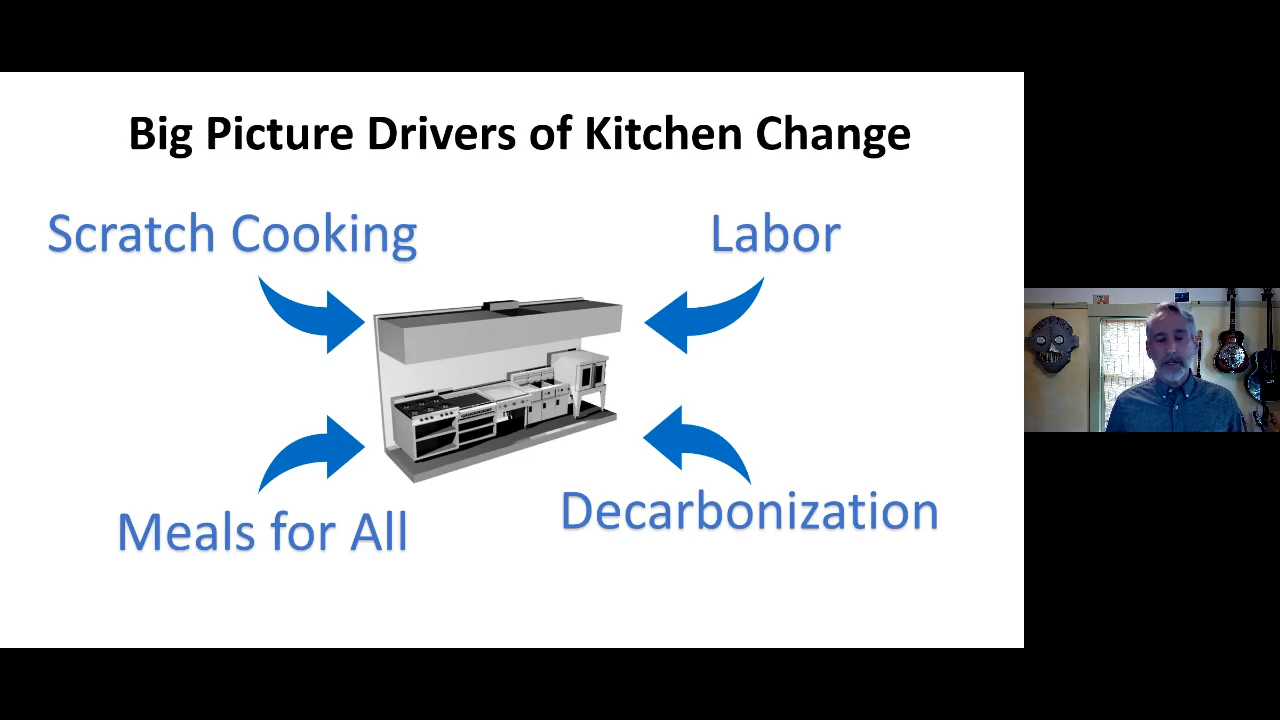 Big Picture Drivers of Kitchen Change
Scratch Cooking
Labor
Meals for All
Decarbonization